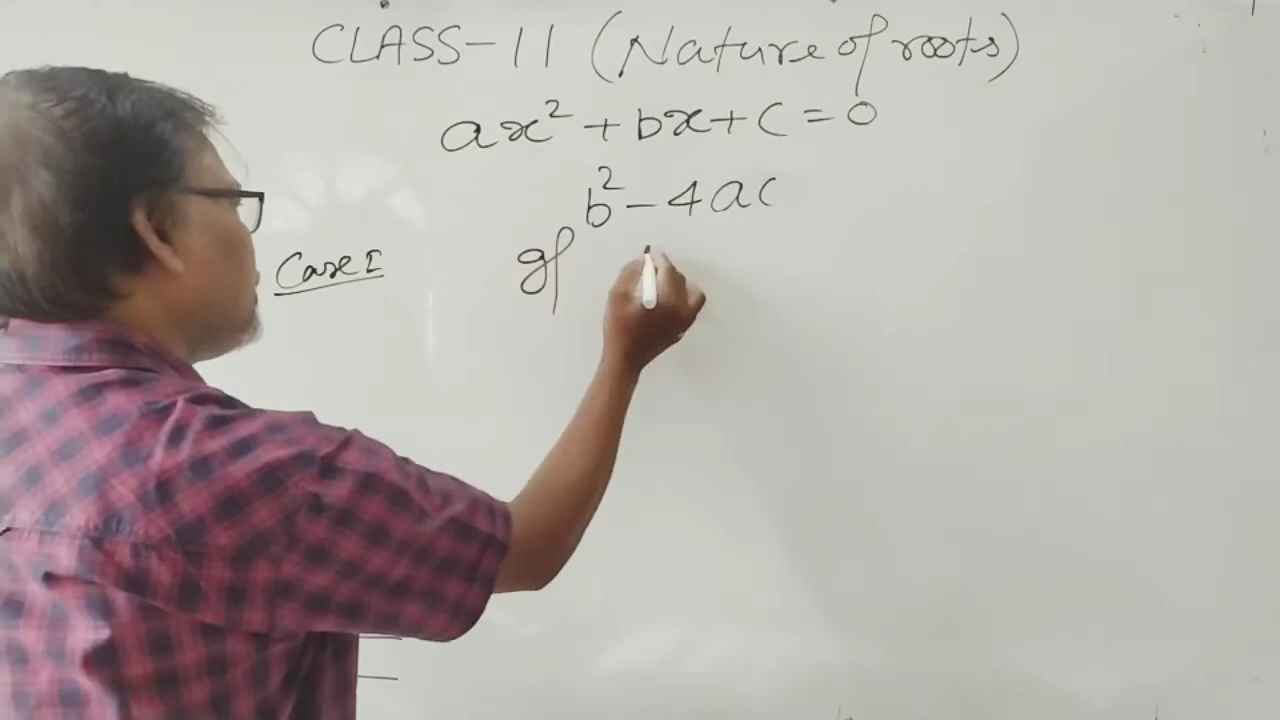 CLASS-11 (Nature of roots)
ax² + bx + c = 0
b² - 4ac
Case I If